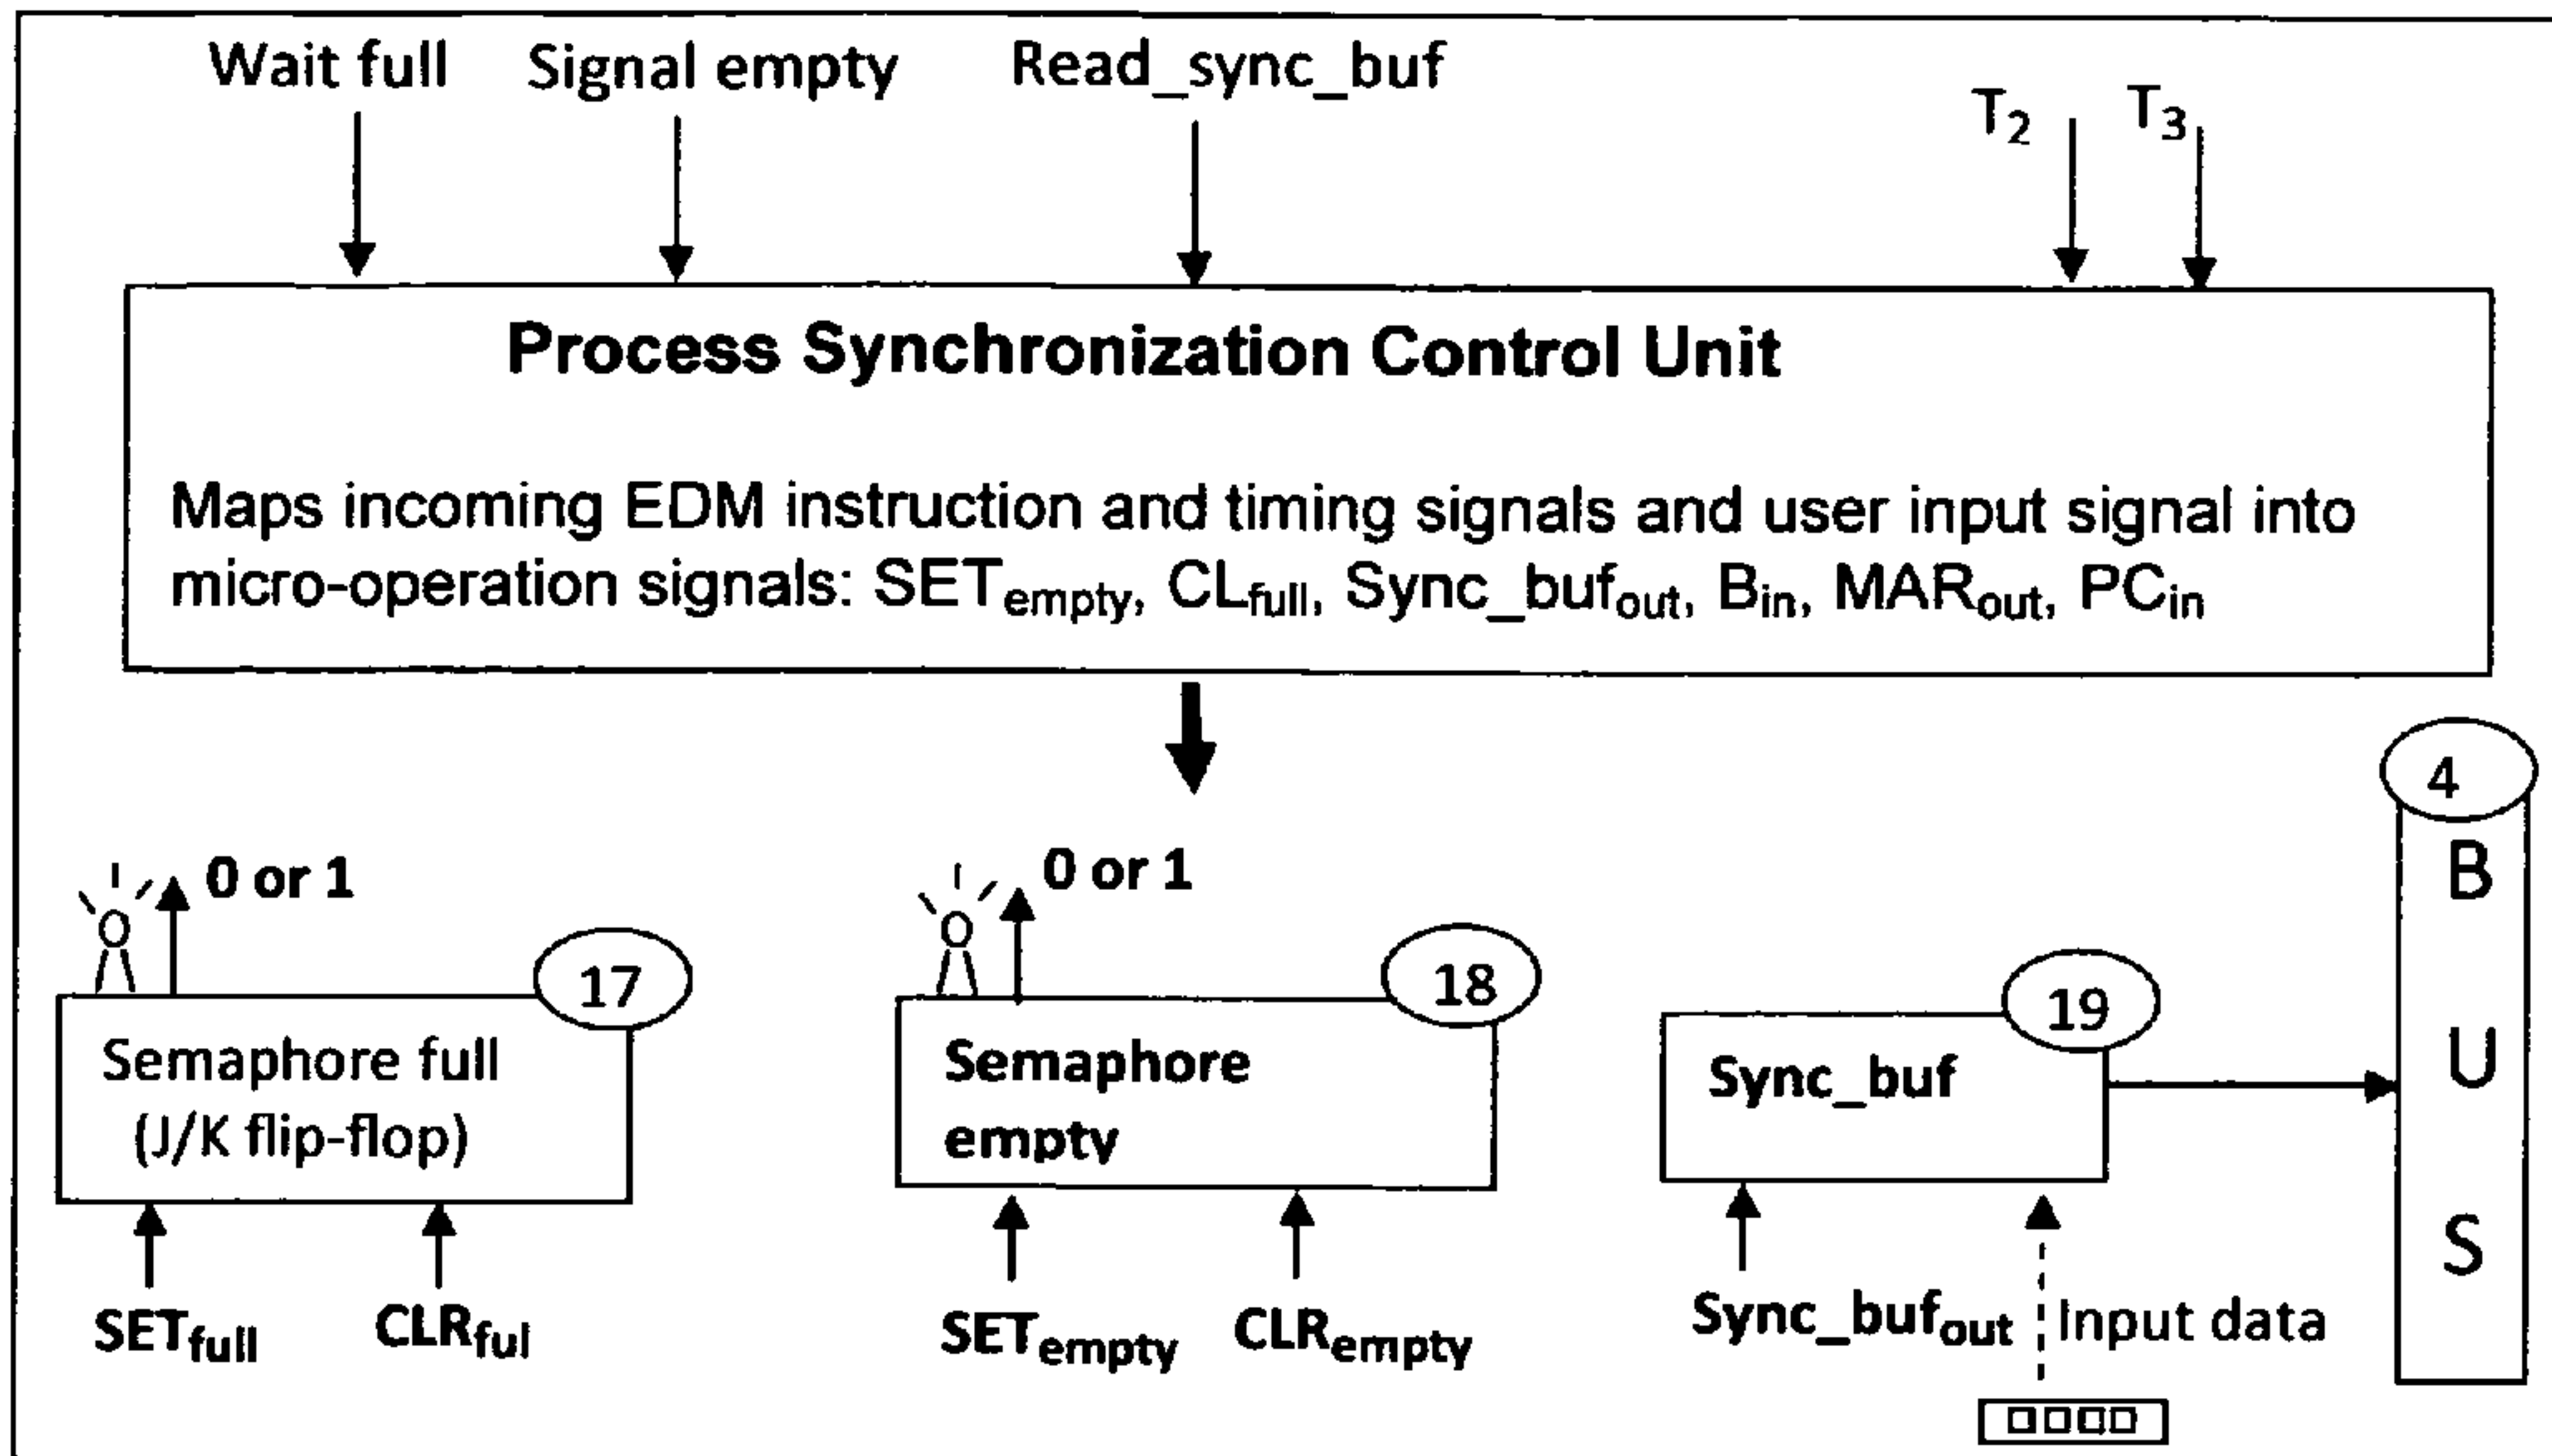 Wait full Signal empty Read_sync_buf
T2 T3
Process Synchronization Control Unit
Maps incoming EDM instruction and timing signals and user input signal into
micro-operation signals: SETempty, CLfull, Sync_bufout, Bin, MARout, PCin
4
B
U
S
0 or 1
17
Semaphore full
(J/K flip-flop)
SETfull CLRful
0 or 1
18
Semaphore
empty
SETempty CLRempty
19
Sync_buf
Sync_bufout Input data